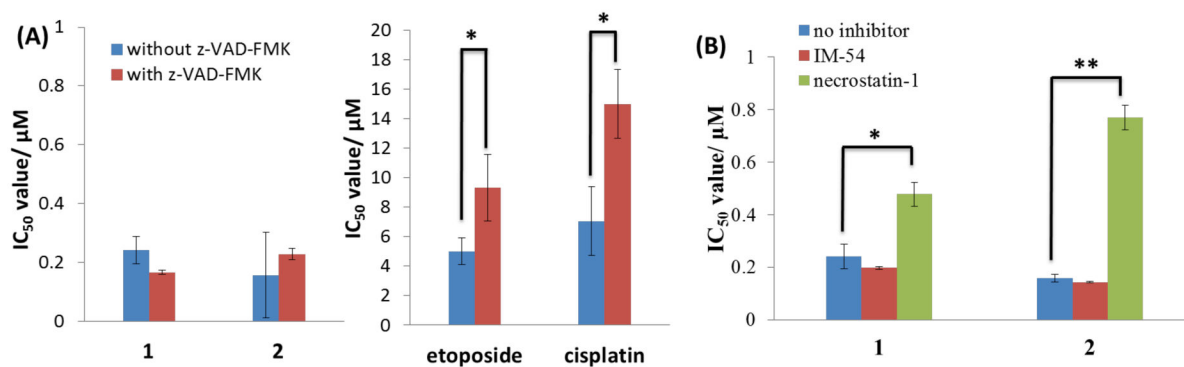 (A)
IC50 value/ µM
1
0.8
0.6
0.4
0.2
0
without z-VAD-FMK
with z-VAD-FMK
1
2
IC50 value/ µM
20
18
16
14
12
10
8
6
4
2
0
*
*
etoposide
cisplatin
(B)
no inhibitor
IM-54
necrostatin-1
IC50 value/ µM
1
0.8
0.6
0.4
0.2
0
*
**
1
2